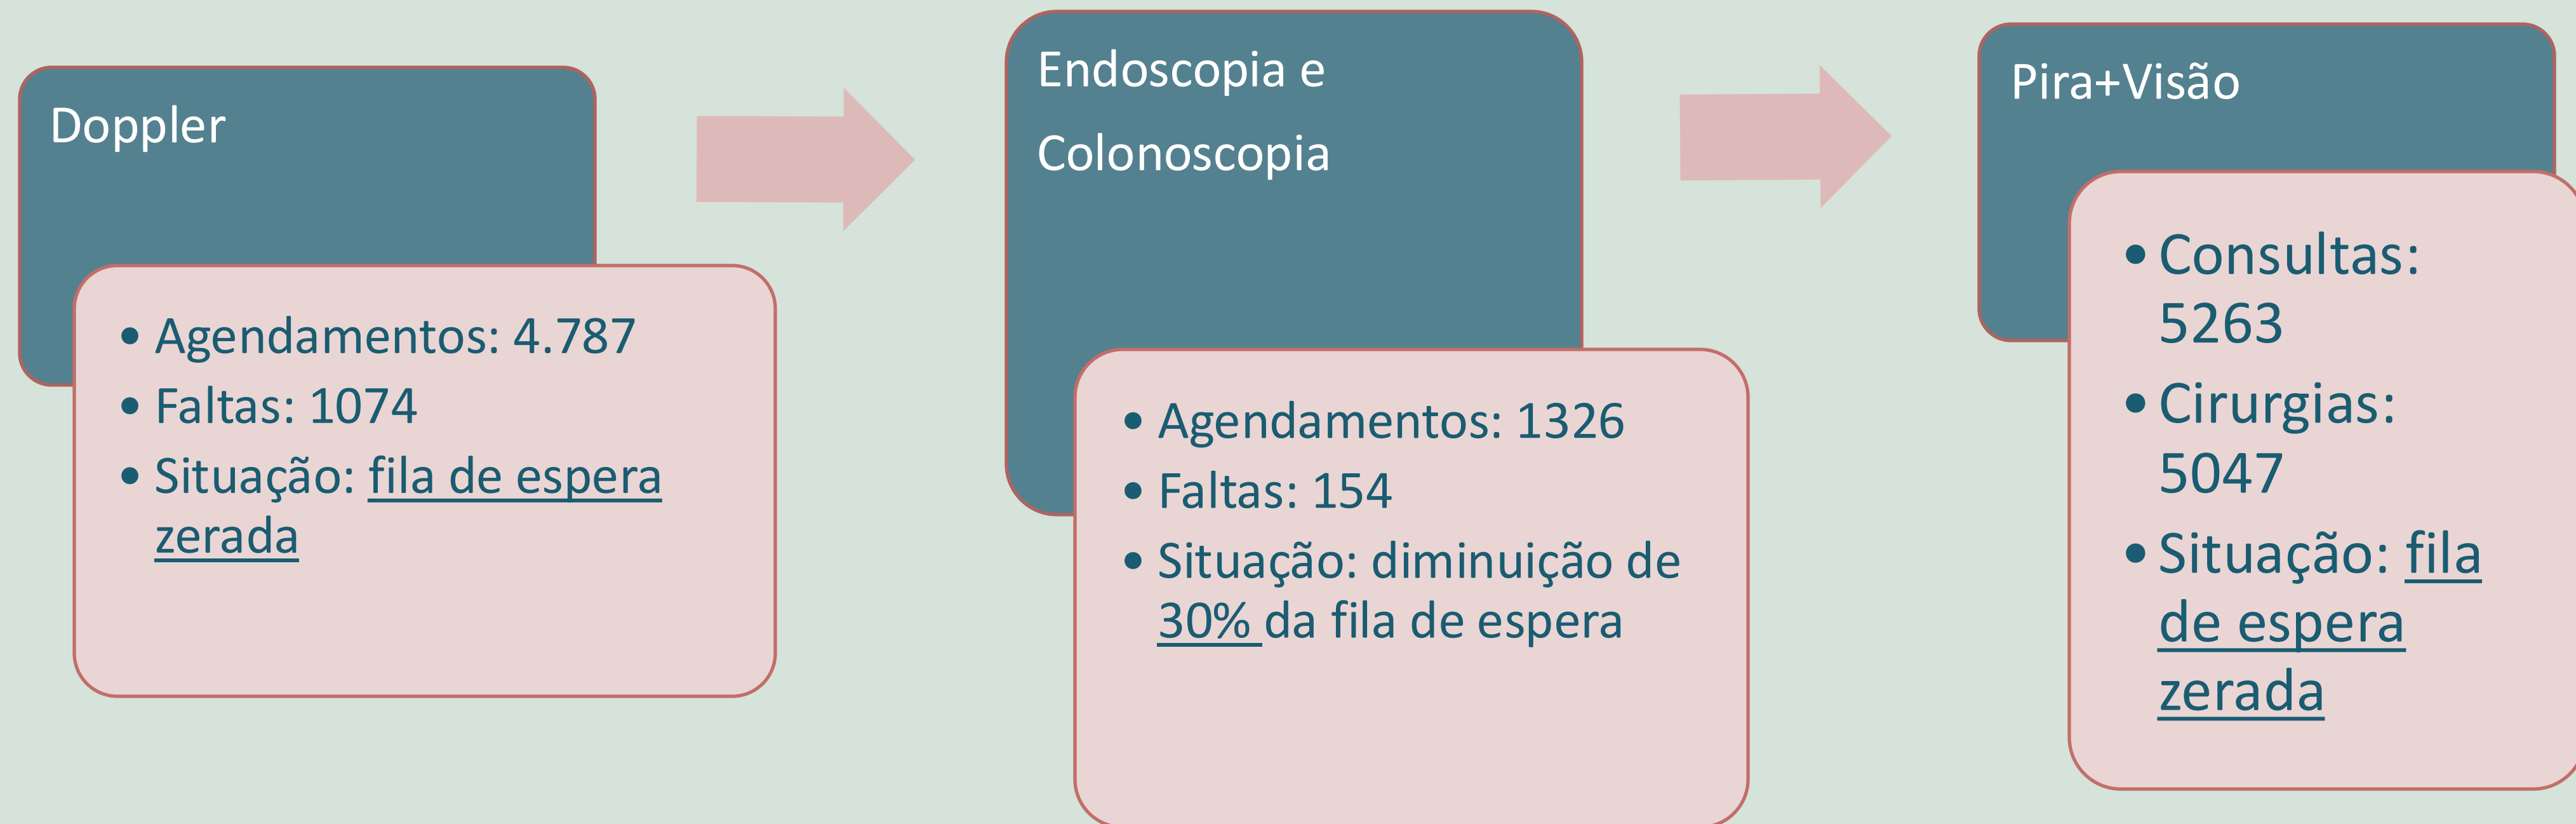 Doppler
• Agendamentos: 4.787
• Faltas: 1074
• Situação: fila de espera
zerada
Endoscopia e
Colonoscopia
• Agendamentos: 1326
• Faltas: 154
• Situação: diminuição de
30% da fila de espera
Pira+Visão
• Consultas:
5263
• Cirurgias:
5047
• Situação: fila
de espera
zerada